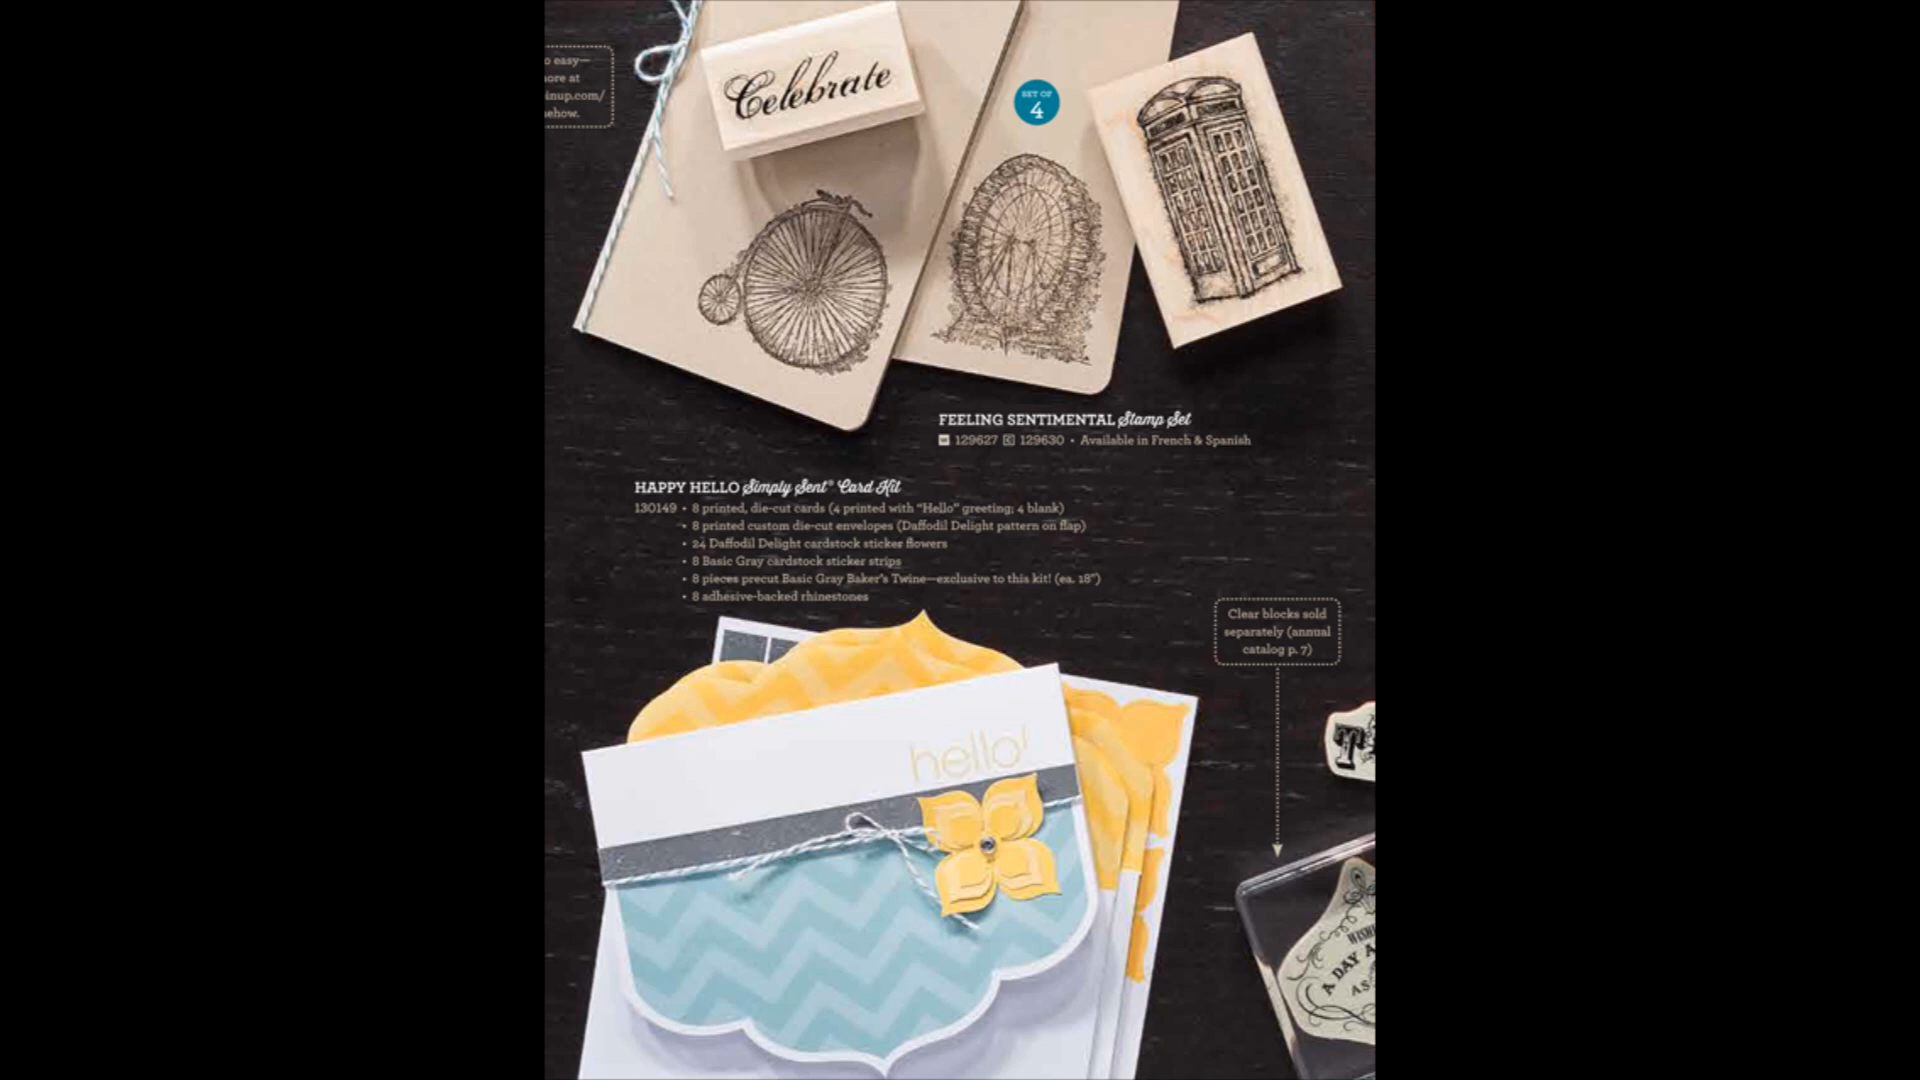 o easy—
ore at
inup.com/
ehow.
Celebrate
SET OF
4
FEELING SENTIMENTAL Stamp Set
W 129627 C 129630 • Available in French & Spanish
HAPPY HELLO Simply Sent® Card Kit
130149 • 8 printed, die-cut cards (4 printed with “Hello” greeting; 4 blank)
• 8 printed custom die-cut envelopes (Daffodil Delight pattern on flap)
• 24 Daffodil Delight cardstock sticker flowers
• 8 Basic Gray cardstock sticker strips
• 8 pieces precut Basic Gray Baker's Twine—exclusive to this kit! (ea. 18")
• 8 adhesive-backed rhinestones
Clear blocks sold
separately (annual
catalog p. 7)
hello!
T
WISHI
A DAY A
AS